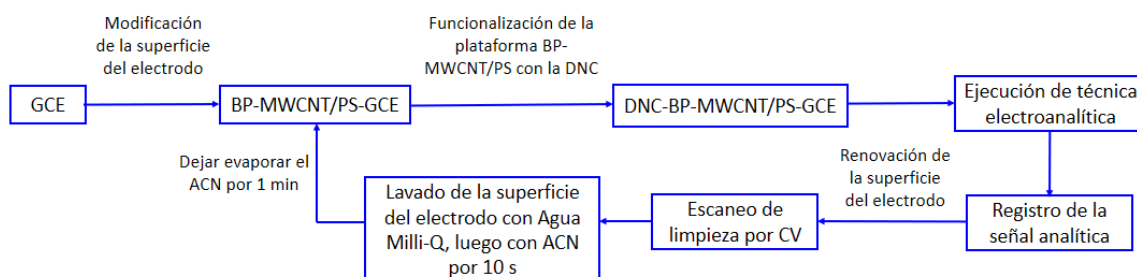 Modificación
de la superficie
del electrodo
Funcionalización de la
plataforma BP-
MWCNT/PS con la DNC
GCE
BP-MWCNT/PS-GCE
DNC-BP-MWCNT/PS-GCE
Ejecución de técnica
electroanalítica
Dejar evaporar el
ACN por 1 min
Lavado de la superficie
del electrodo con Agua
Milli-Q, luego con ACN
por 10 s
Escaneo de
limpieza por CV
Renovación de
la superficie
del electrodo
Registro de la
señal analítica